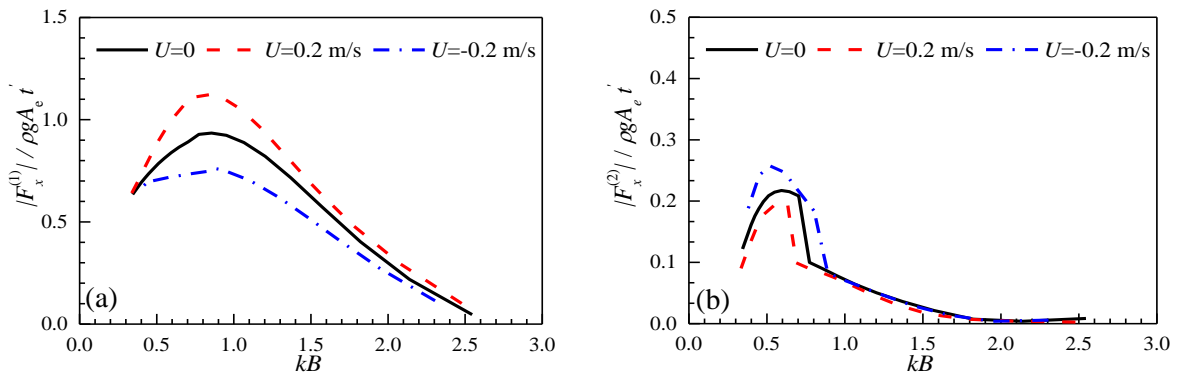 1.5
U=0 U=0.2 m/s U=-0.2 m/s
1.0
0.5
0.0
|F_x^(1)| / ρgA_e t'
(a)
0.0 0.5 1.0 1.5 2.0 2.5 3.0
kB
0.5
U=0 U=0.2 m/s U=-0.2 m/s
0.4
0.3
0.2
0.1
0.0
|F_x^(2)| / ρgA_e t'
(b)
0.0 0.5 1.0 1.5 2.0 2.5 3.0
kB